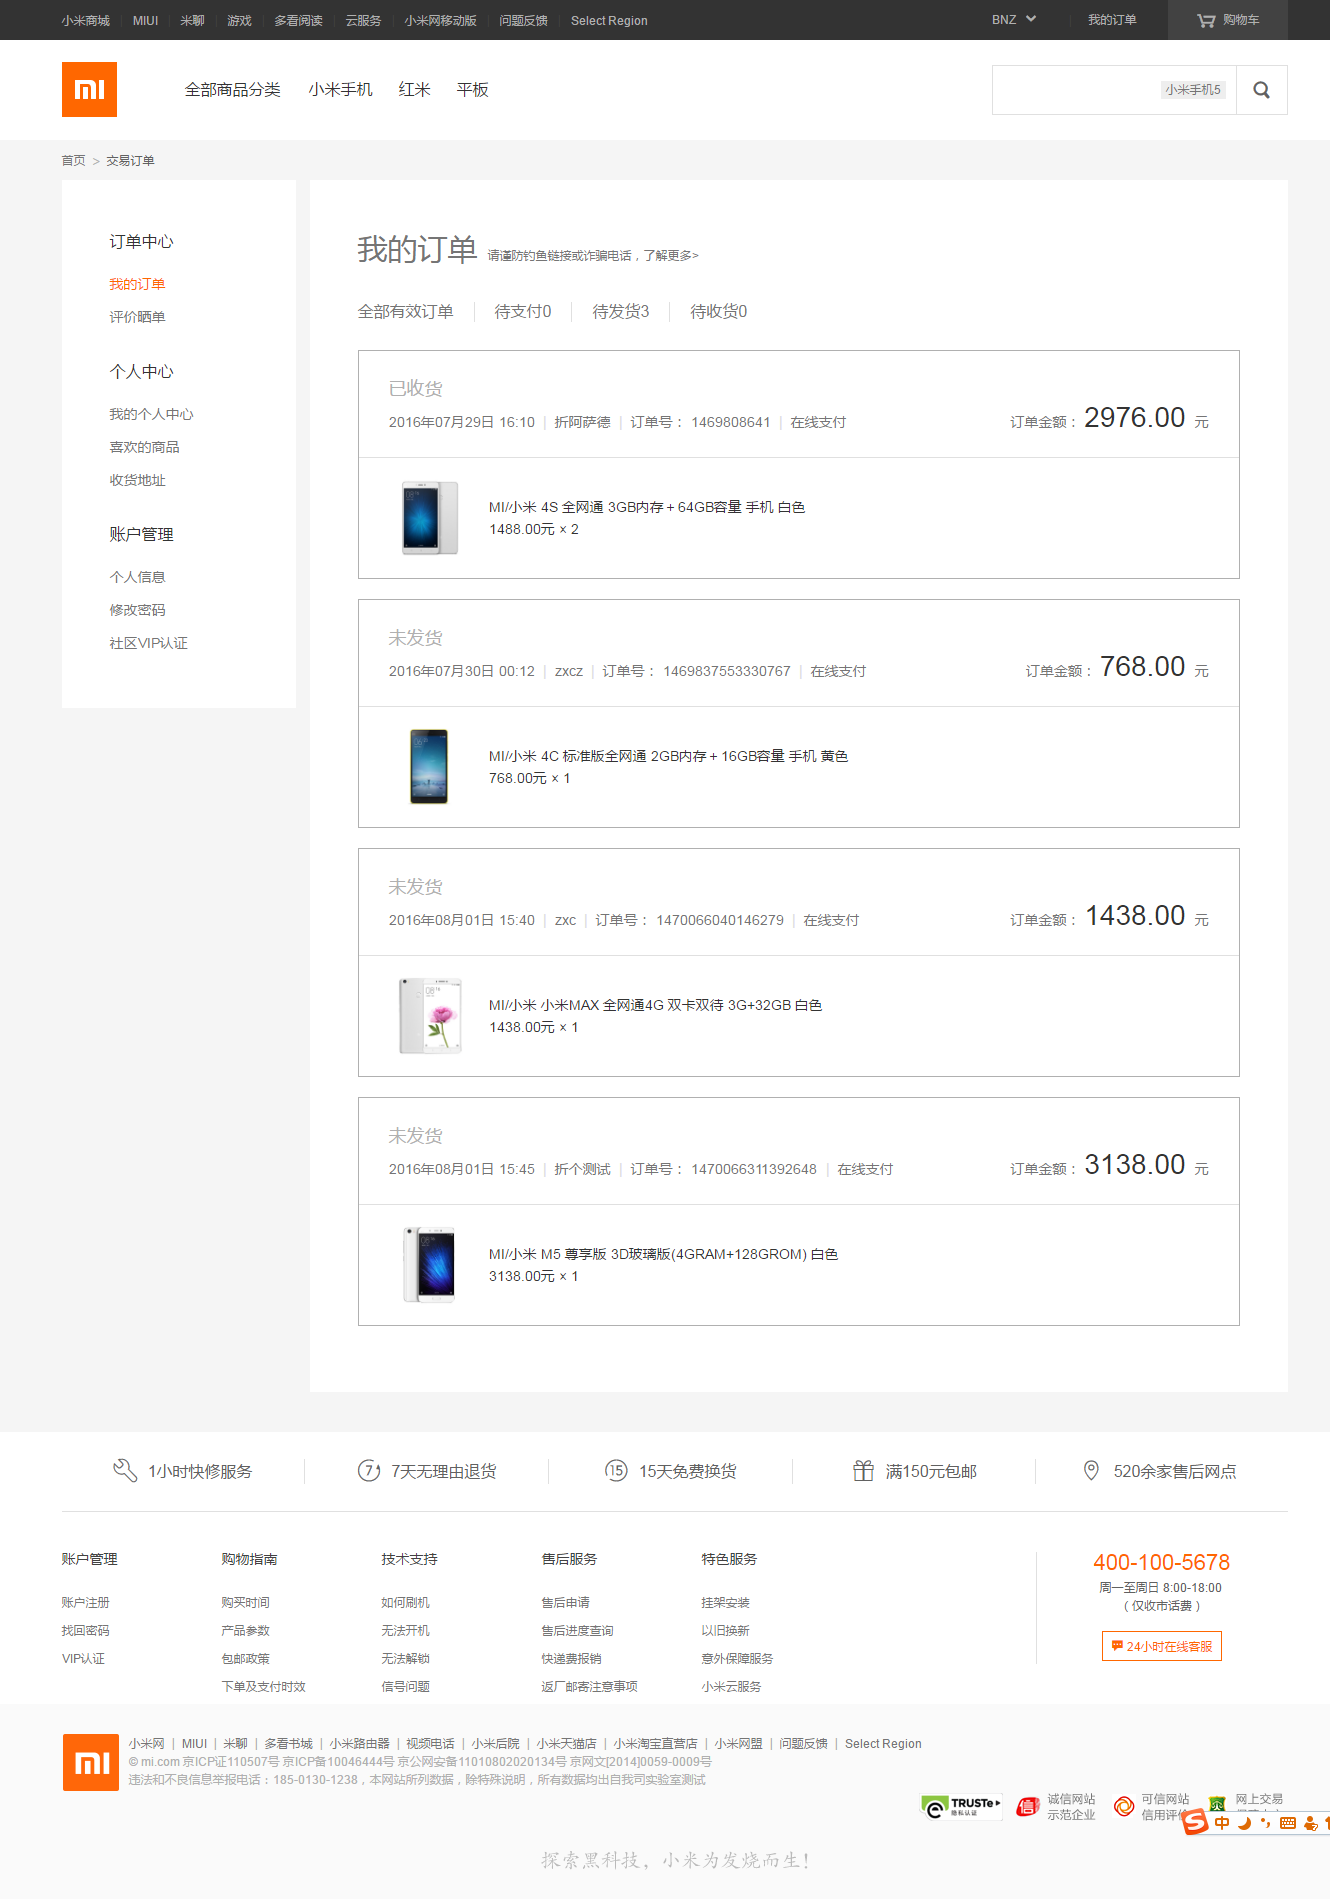 小米商城 MIUI 米聊 游戏 多看阅读 云服务 小米网移动版 问题反馈 Select Region BNZ 我的订单 购物车
mi 全部商品分类 小米手机 红米 平板 小米手机5
首页 > 交易订单
订单中心
我的订单
评价晒单
个人中心
我的个人中心
喜欢的商品
收货地址
账户管理
个人信息
修改密码
社区VIP认证
我的订单 请谨防钓鱼链接或诈骗电话，了解更多>
全部有效订单 待支付0 待发货3 待收货0
已收货
2016年07月29日 16:10 | 折阿萨德 | 订单号： 1469808641 | 在线支付 订单金额： 2976.00 元
MI/小米 4S 全网通 3GB内存＋64GB容量 手机 白色
1488.00元 × 2
未发货
2016年07月30日 00:12 | zxcz | 订单号： 1469837553330767 | 在线支付 订单金额： 768.00 元
MI/小米 4C 标准版全网通 2GB内存＋16GB容量 手机 黄色
768.00元 × 1
未发货
2016年08月01日 15:40 | zxc | 订单号： 1470066040146279 | 在线支付 订单金额： 1438.00 元
MI/小米 小米MAX 全网通4G 双卡双待 3G+32GB 白色
1438.00元 × 1
未发货
2016年08月01日 15:45 | 折个测试 | 订单号： 1470066311392648 | 在线支付 订单金额： 3138.00 元
MI/小米 M5 尊享版 3D玻璃版(4GRAM+128GROM) 白色
3138.00元 × 1
1小时快修服务 7 7天无理由退货 15 15天免费换货 满150元包邮 520余家售后网点
账户管理 购物指南 技术支持 售后服务 特色服务
账户注册 购买时间 如何刷机 售后申请 挂架安装
找回密码 产品参数 无法开机 售后进度查询 以旧换新
VIP认证 包邮政策 无法解锁 快递费报销 意外保障服务
下单及支付时效 信号问题 返厂邮寄注意事项 小米云服务
400-100-5678
周一至周日 8:00-18:00
（仅收市话费）
24小时在线客服
mi
小米网 | MIUI | 米聊 | 多看书城 | 小米路由器 | 视频电话 | 小米后院 | 小米天猫店 | 小米淘宝直营店 | 小米网盟 | 问题反馈 | Select Region
© mi.com 京ICP证110507号 京ICP备10046444号 京公网安备11010802020134号 京网文[2014]0059-0009号
违法和不良信息举报电话：185-0130-1238，本网站所列数据，除特殊说明，所有数据均出自我司实验室测试
TRUSTe 隐私认证
信 诚信网站 示范企业
可信网站 信用评
网上交易
S 中
探索黑科技，小米为发烧而生！